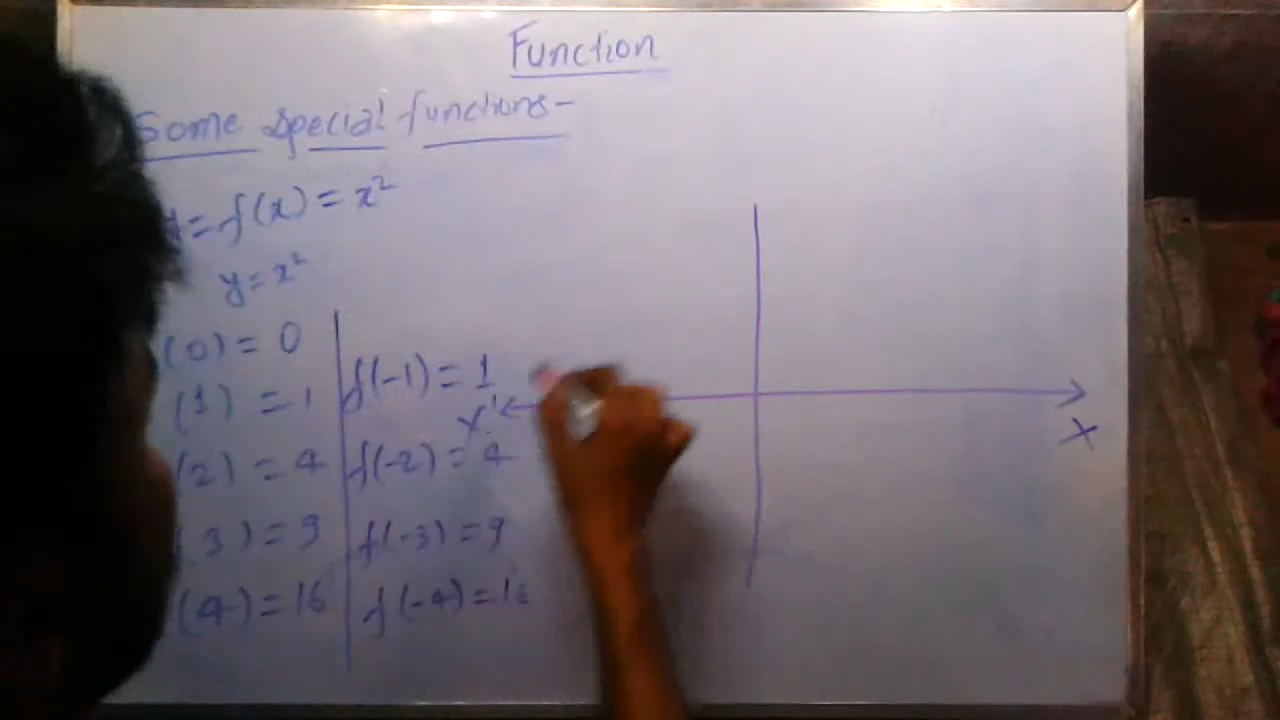 Function
Some special functions-
y = f(x) = x²
y = x²
(0) = 0
(1) = 1
(2) = 4
(3) = 9
(4) = 16
f(-1) = 1
f(-2) = 4
f(-3) = 9
f(-4) = 16
X'
X